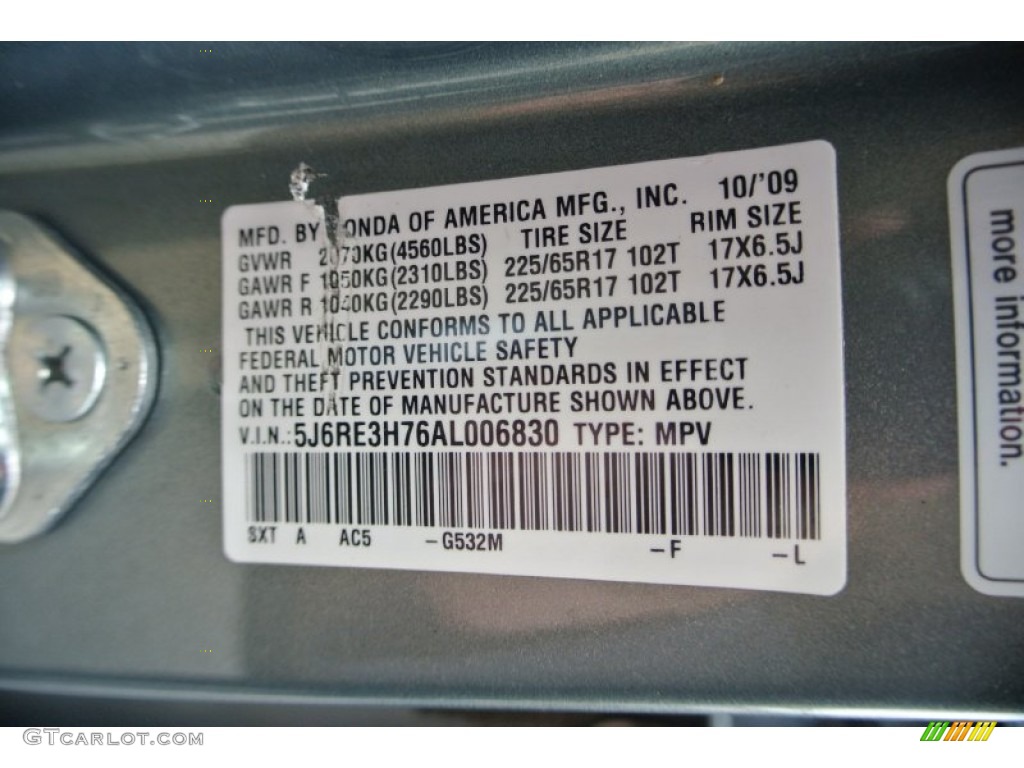 MFD. BY HONDA OF AMERICA MFG., INC. 10/'09
GVWR 2070KG(4560LBS) TIRE SIZE RIM SIZE
GAWR F 1050KG(2310LBS) 225/65R17 102T 17X6.5J
GAWR R 1040KG(2290LBS) 225/65R17 102T 17X6.5J
THIS VEHICLE CONFORMS TO ALL APPLICABLE
FEDERAL MOTOR VEHICLE SAFETY
AND THEFT PREVENTION STANDARDS IN EFFECT
ON THE DATE OF MANUFACTURE SHOWN ABOVE.
V.I.N.: 5J6RE3H76AL006830 TYPE: MPV
SXT A AC5 -G532M -F -L
more information.
© GTCARLOT.COM